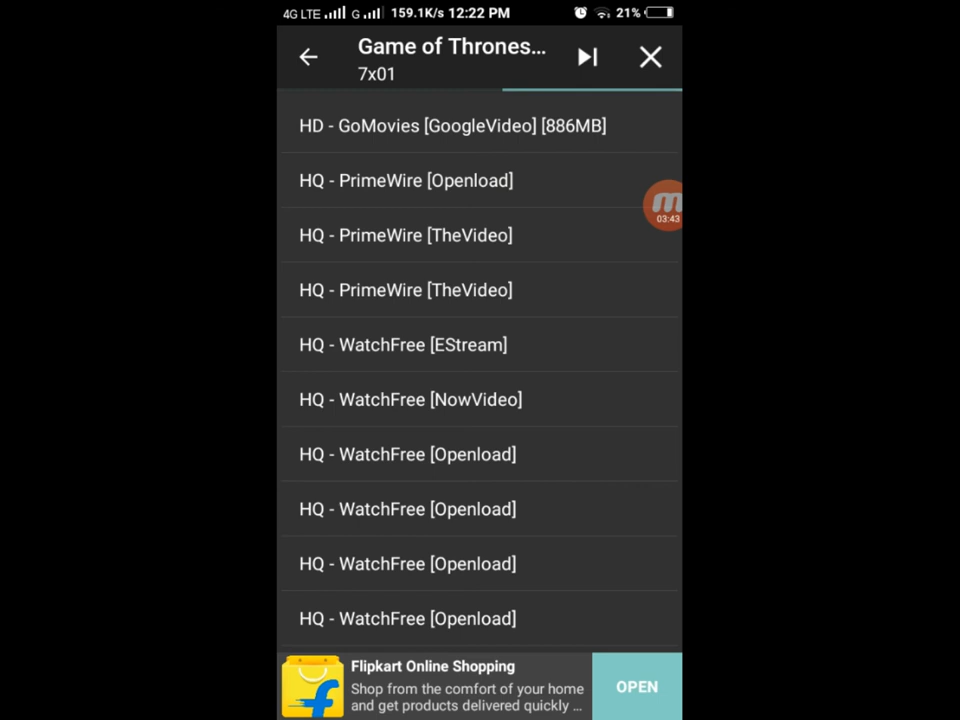 4G LTE G 159.1K/s 12:22 PM 21%
Game of Thrones...
7x01
HD - GoMovies [GoogleVideo] [886MB]
HQ - PrimeWire [Openload]
m
03:43
HQ - PrimeWire [TheVideo]
HQ - PrimeWire [TheVideo]
HQ - WatchFree [EStream]
HQ - WatchFree [NowVideo]
HQ - WatchFree [Openload]
HQ - WatchFree [Openload]
HQ - WatchFree [Openload]
HQ - WatchFree [Openload]
Flipkart Online Shopping
Shop from the comfort of your home
and get products delivered quickly ...
OPEN